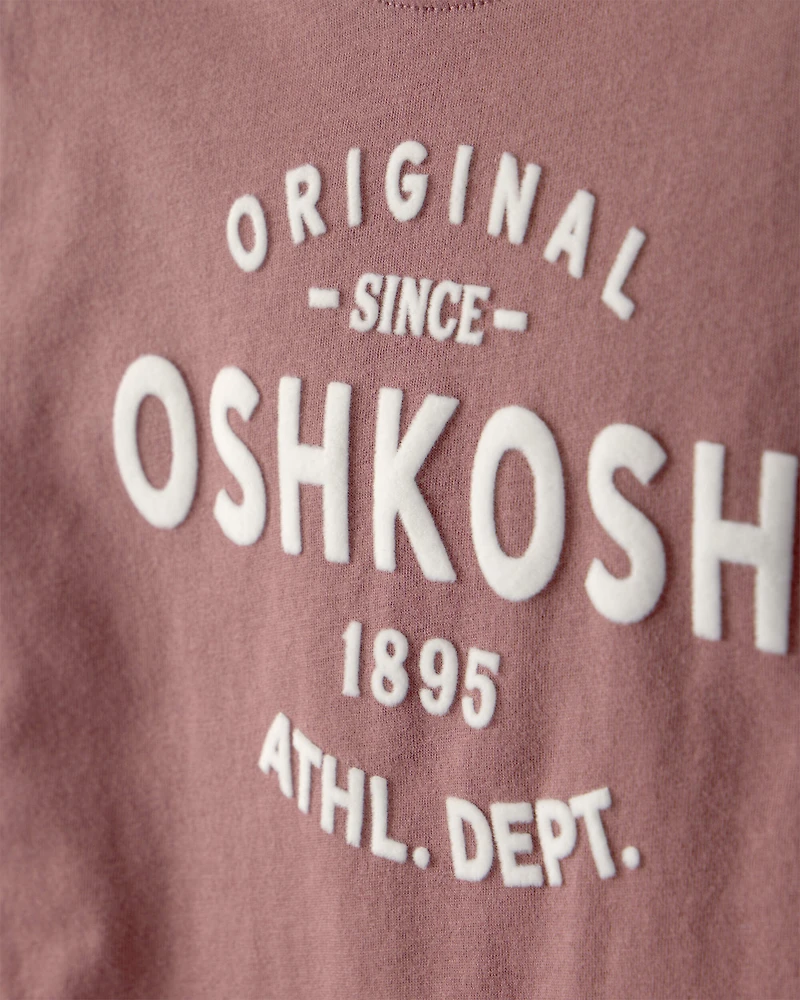 ORIGINAL
- SINCE -
OSHKOSH
1895
ATHL. DEPT.